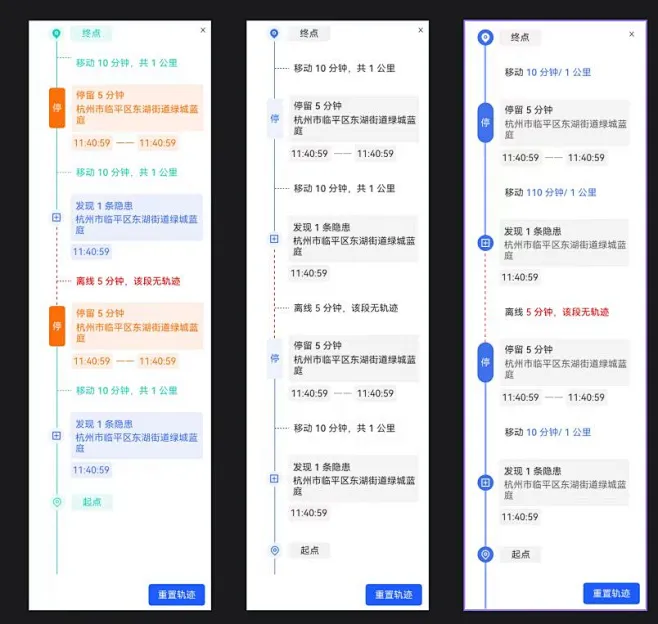 终点
移动 10 分钟，共 1 公里
停
停留 5 分钟
杭州市临平区东湖街道绿城蓝
庭
11:40:59 —— 11:40:59
移动 10 分钟，共 1 公里
发现 1 条隐患
杭州市临平区东湖街道绿城蓝
庭
11:40:59
离线 5 分钟，该段无轨迹
停
停留 5 分钟
杭州市临平区东湖街道绿城蓝
庭
11:40:59 —— 11:40:59
移动 10 分钟，共 1 公里
发现 1 条隐患
杭州市临平区东湖街道绿城蓝
庭
11:40:59
起点
重置轨迹
终点
移动 10 分钟，共 1 公里
停
停留 5 分钟
杭州市临平区东湖街道绿城蓝
庭
11:40:59 —— 11:40:59
移动 10 分钟，共 1 公里
发现 1 条隐患
杭州市临平区东湖街道绿城蓝
庭
11:40:59
离线 5 分钟，该段无轨迹
停
停留 5 分钟
杭州市临平区东湖街道绿城蓝
庭
11:40:59 —— 11:40:59
移动 10 分钟，共 1 公里
发现 1 条隐患
杭州市临平区东湖街道绿城蓝
庭
11:40:59
起点
重置轨迹
终点
移动 10 分钟/ 1 公里
停
停留 5 分钟
杭州市临平区东湖街道绿城蓝
庭
11:40:59 —— 11:40:59
移动 110 分钟/ 1 公里
发现 1 条隐患
杭州市临平区东湖街道绿城蓝
庭
11:40:59
离线 5 分钟，该段无轨迹
停
停留 5 分钟
杭州市临平区东湖街道绿城蓝
庭
11:40:59 —— 11:40:59
移动 10 分钟/ 1 公里
发现 1 条隐患
杭州市临平区东湖街道绿城蓝
庭
11:40:59
起点
重置轨迹